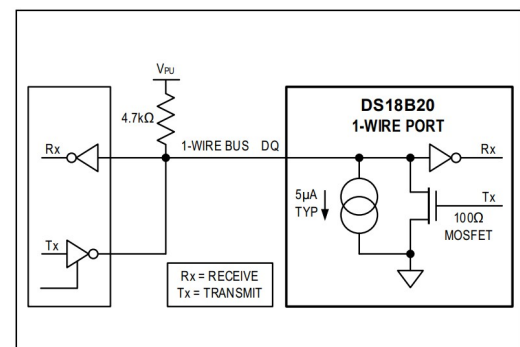 VPU
4.7kΩ
Rx
1-WIRE BUS DQ
Tx
Rx = RECEIVE
Tx = TRANSMIT
DS18B20
1-WIRE PORT
Rx
5µA
TYP
Tx
100Ω
MOSFET